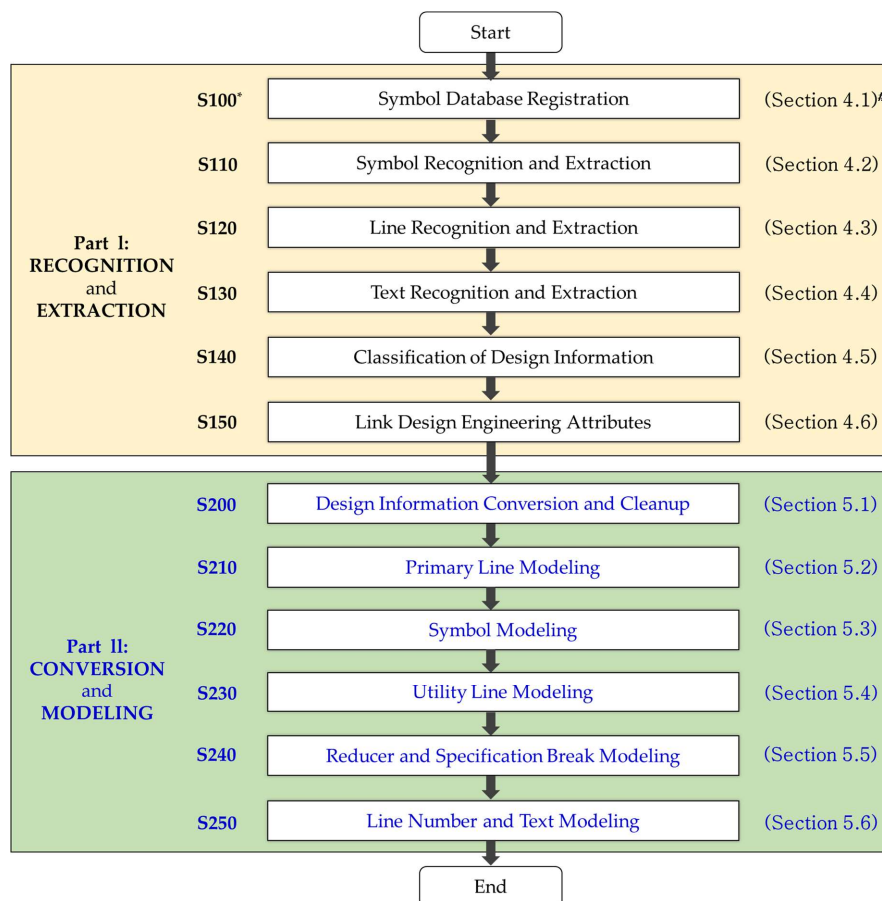 Start
S100* Symbol Database Registration (Section 4.1)
S110 Symbol Recognition and Extraction (Section 4.2)
S120 Line Recognition and Extraction (Section 4.3)
Part l:
RECOGNITION
and
EXTRACTION
S130 Text Recognition and Extraction (Section 4.4)
S140 Classification of Design Information (Section 4.5)
S150 Link Design Engineering Attributes (Section 4.6)
S200 Design Information Conversion and Cleanup (Section 5.1)
S210 Primary Line Modeling (Section 5.2)
S220 Symbol Modeling (Section 5.3)
Part ll:
CONVERSION
and
MODELING
S230 Utility Line Modeling (Section 5.4)
S240 Reducer and Specification Break Modeling (Section 5.5)
S250 Line Number and Text Modeling (Section 5.6)
End